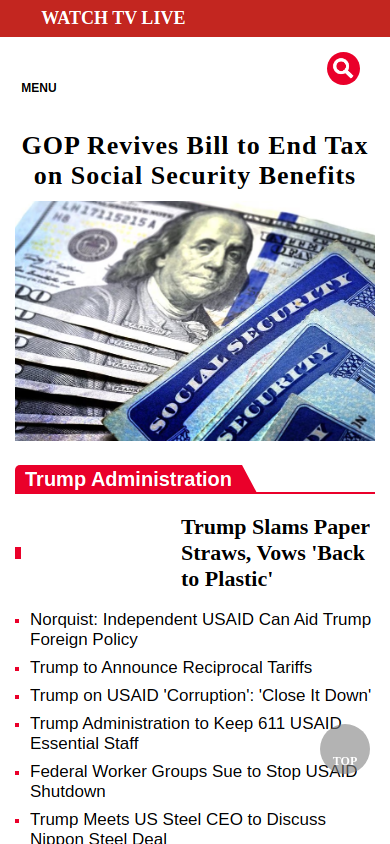 WATCH TV LIVE
MENU
GOP Revives Bill to End Tax
on Social Security Benefits
LH17115215A
H8
SOCIAL SECURITY
SECURITY
Trump Administration
Trump Slams Paper
Straws, Vows 'Back
to Plastic'
Norquist: Independent USAID Can Aid Trump
Foreign Policy
Trump to Announce Reciprocal Tariffs
Trump on USAID 'Corruption': 'Close It Down'
Trump Administration to Keep 611 USAID
Essential Staff
TOP
Federal Worker Groups Sue to Stop USAID
Shutdown
Trump Meets US Steel CEO to Discuss
Nippon Steel Deal